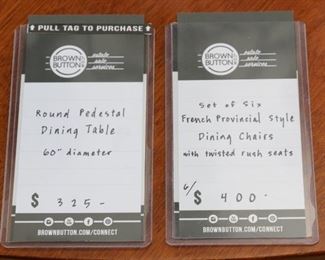 PULL TAG TO PURCHASE
BROWN
BUTTON
estate
sale
services
Round Pedestal
Dining Table
60" diameter
$ 325-
BROWNBUTTON.COM/CONNECT
BROWN
BUTTON
estate
sale
services
Set of Six
French Provincial Style
Dining Chairs
with twisted rush seats
6/
$ 400.
BROWNBUTTON.COM/CONNECT